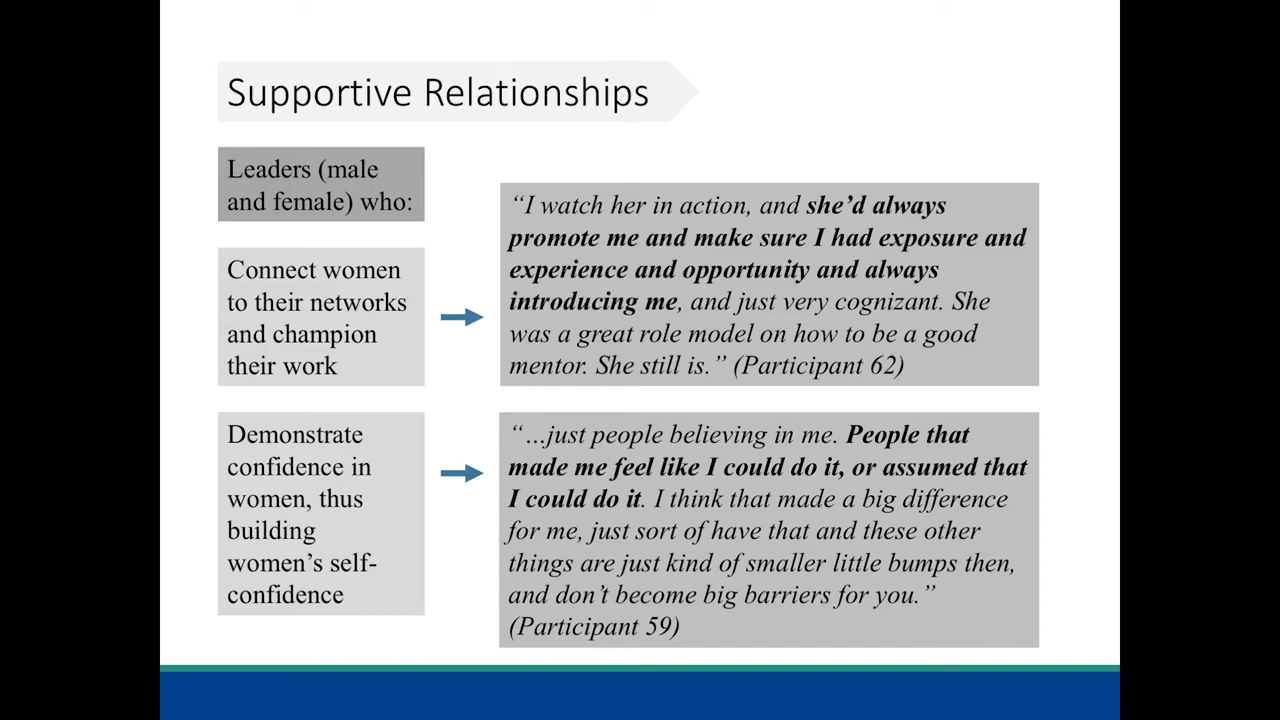 Supportive Relationships
Leaders (male
and female) who:
Connect women
to their networks
and champion
their work
“I watch her in action, and she’d always
promote me and make sure I had exposure and
experience and opportunity and always
introducing me, and just very cognizant. She
was a great role model on how to be a good
mentor. She still is.” (Participant 62)
Demonstrate
confidence in
women, thus
building
women’s self-
confidence
“…just people believing in me. People that
made me feel like I could do it, or assumed that
I could do it. I think that made a big difference
for me, just sort of have that and these other
things are just kind of smaller little bumps then,
and don’t become big barriers for you.”
(Participant 59)